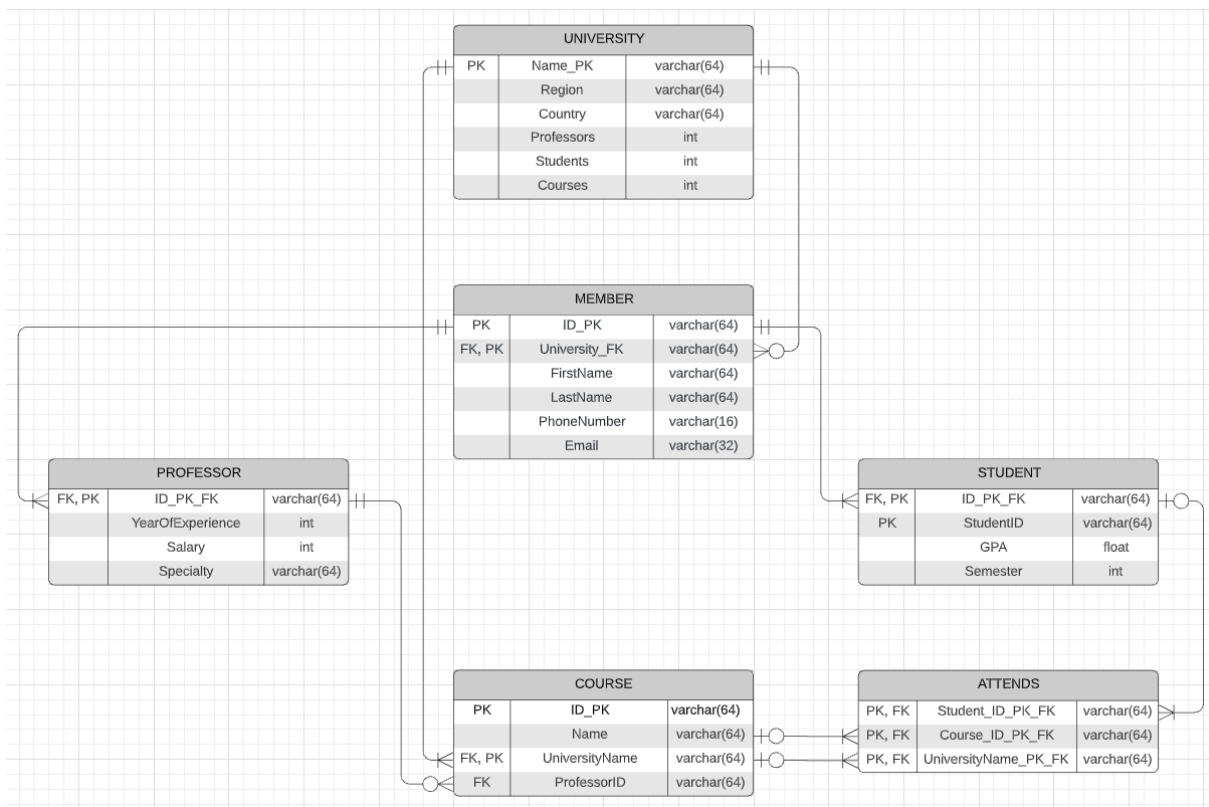 UNIVERSITY
PK Name_PK varchar(64)
Region varchar(64)
Country varchar(64)
Professors int
Students int
Courses int
MEMBER
PK ID_PK varchar(64)
FK, PK University_FK varchar(64)
FirstName varchar(64)
LastName varchar(64)
PhoneNumber varchar(16)
Email varchar(32)
PROFESSOR
FK, PK ID_PK_FK varchar(64)
YearOfExperience int
Salary int
Specialty varchar(64)
STUDENT
FK, PK ID_PK_FK varchar(64)
PK StudentID varchar(64)
GPA float
Semester int
COURSE
PK ID_PK varchar(64)
Name varchar(64)
FK, PK UniversityName varchar(64)
FK ProfessorID varchar(64)
ATTENDS
PK, FK Student_ID_PK_FK varchar(64)
PK, FK Course_ID_PK_FK varchar(64)
PK, FK UniversityName_PK_FK varchar(64)